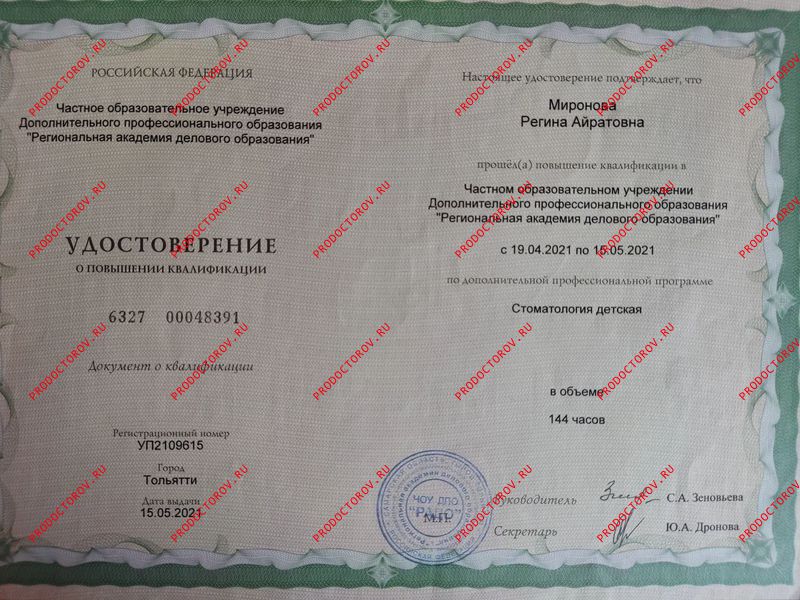 РОССИЙСКАЯ ФЕДЕРАЦИЯ
Частное образовательное учреждение
Дополнительного профессионального образования
"Региональная академия делового образования"
УДОСТОВЕРЕНИЕ
О ПОВЫШЕНИИ КВАЛИФИКАЦИИ
6327 00048391
Документ о квалификации
Регистрационный номер
УП2109615
Город
Тольятти
Дата выдачи
15.05.2021
Настоящее удостоверение подтверждает, что
Миронова
Регина Айратовна
прошёл(а) повышение квалификации в
Частном образовательном учреждении
Дополнительного профессионального образования
"Региональная академия делового образования"
с 19.04.2021 по 15.05.2021
по дополнительной профессиональной программе
Стоматология детская
в объеме
144 часов
ЧОУ ДПО
"РАДО"
М.П.
Руководитель
С.А. Зеновьева
Секретарь
Ю.А. Дронова
PRODOCTOROV.RU